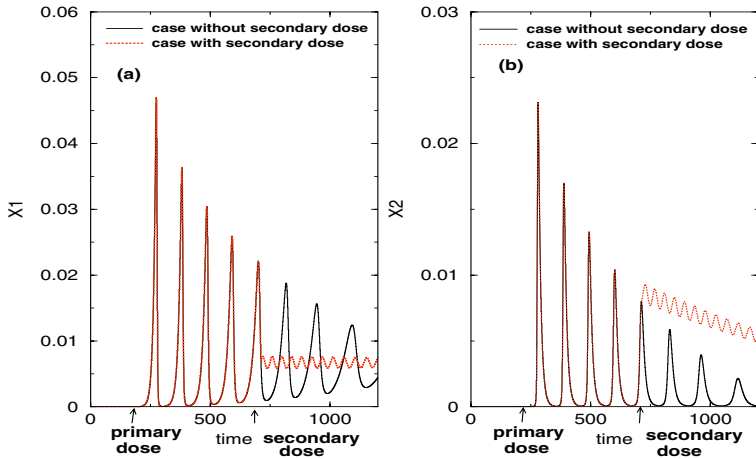 case without secondary dose
case with secondary dose
(a)
0.06
0.05
0.04
0.03
0.02
0.01
0
X1
0
500
1000
primary
dose
time
secondary
dose
case without secondary dose
case with secondary dose
(b)
0.03
0.02
0.01
0.00
X2
0
500
1000
primary
dose
time
secondary
dose